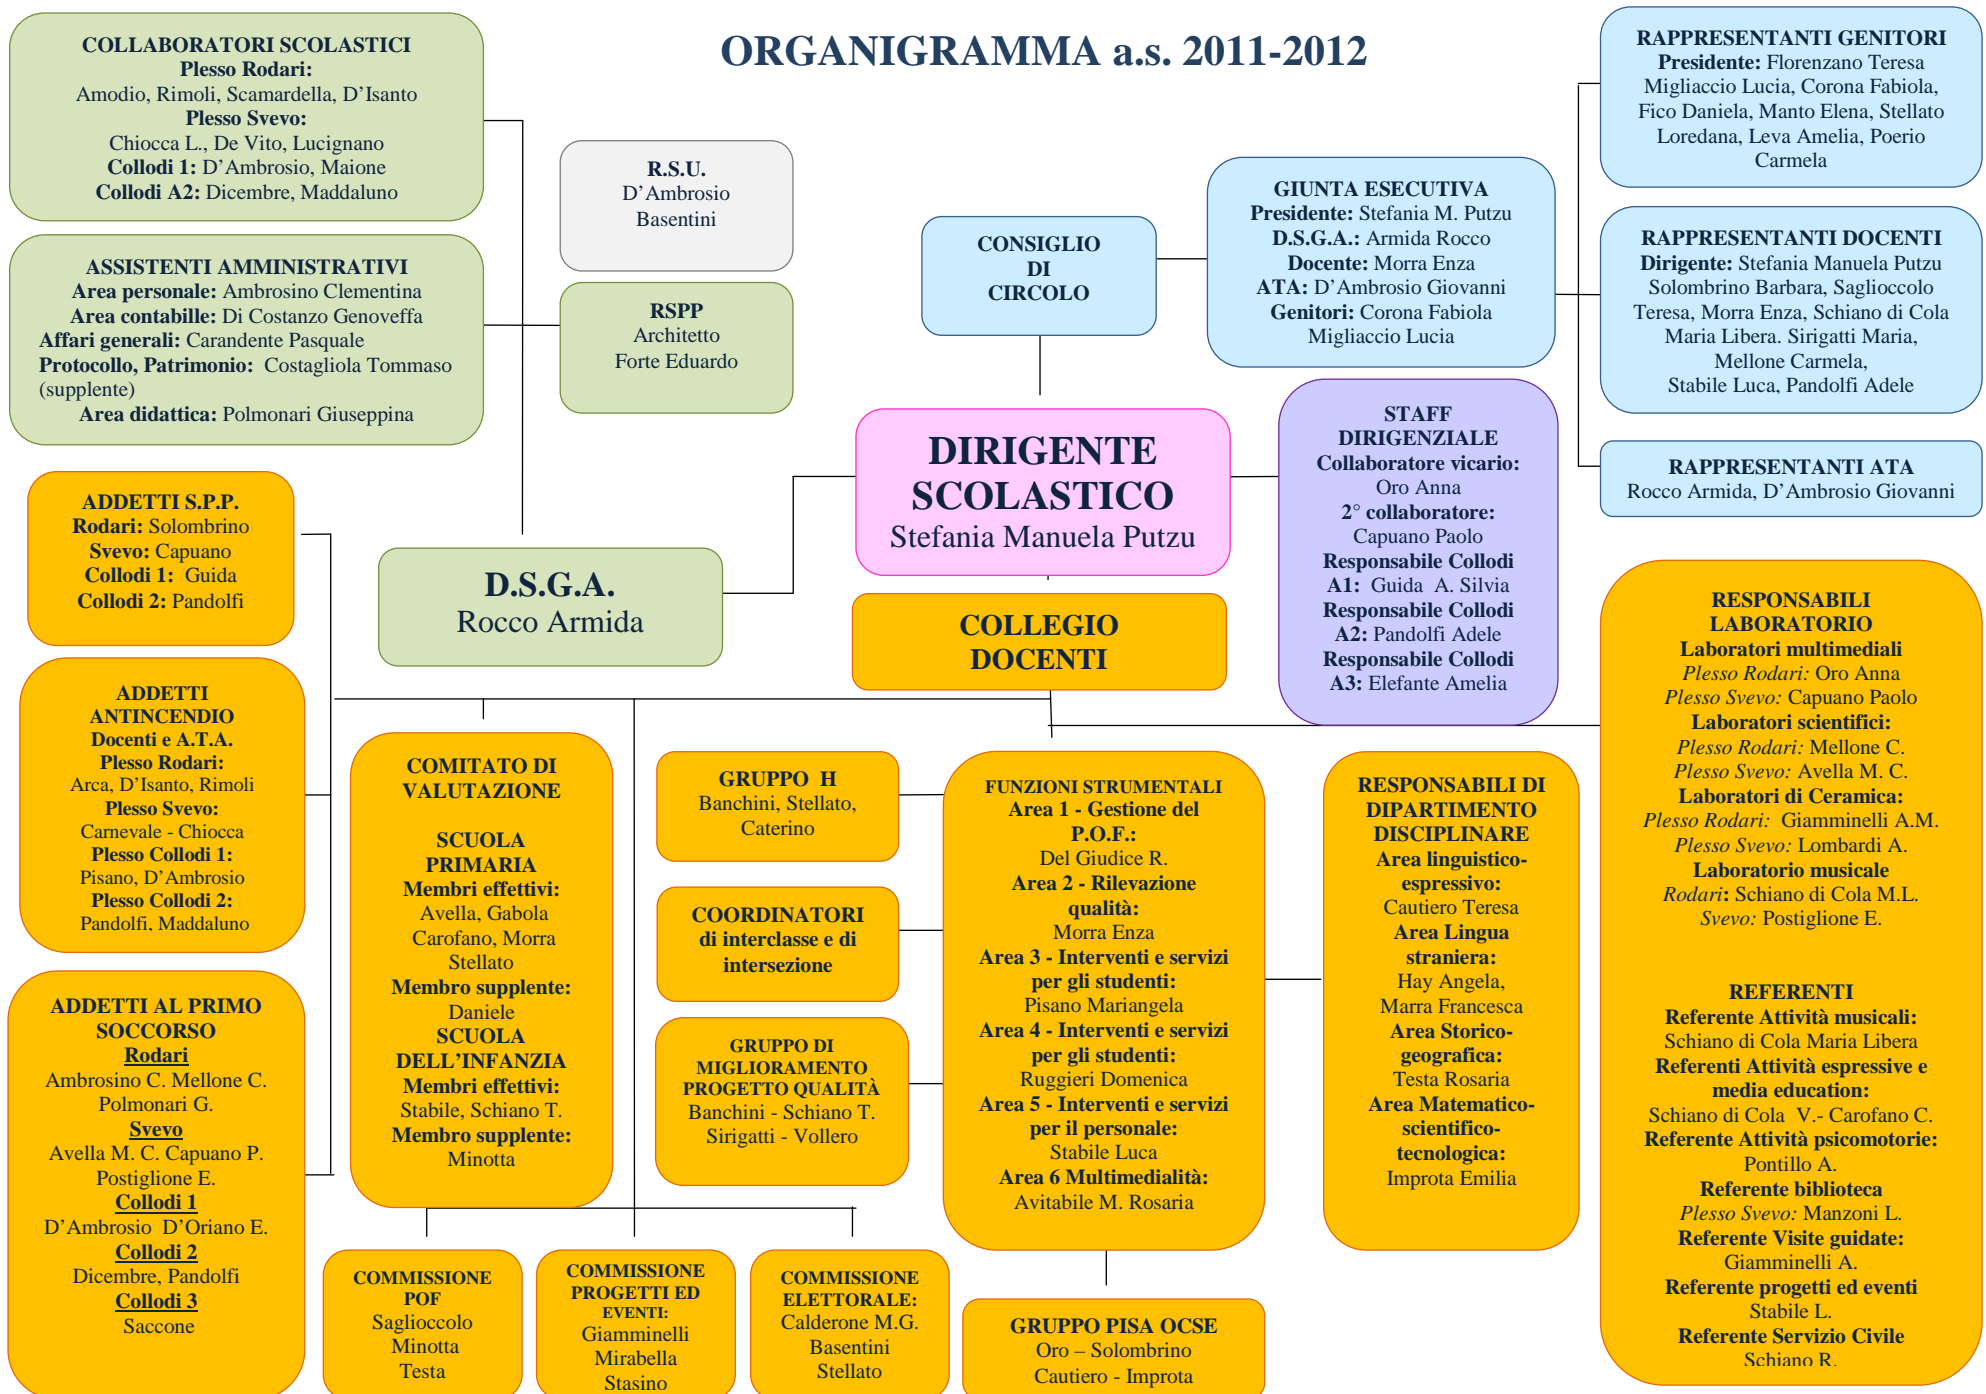 ORGANIGRAMMA a.s. 2011-2012
COLLABORATORI SCOLASTICI
Plesso Rodari:
Amodio, Rimoli, Scamardella, D'Isanto
Plesso Svevo:
Chiocca L., De Vito, Lucignano
Collodi 1: D'Ambrosio, Maione
Collodi A2: Dicembre, Maddaluno
ASSISTENTI AMMINISTRATIVI
Area personale: Ambrosino Clementina
Area contabille: Di Costanzo Genoveffa
Affari generali: Carandente Pasquale
Protocollo, Patrimonio: Costagliola Tommaso
(supplente)
Area didattica: Polmonari Giuseppina
R.S.U.
D'Ambrosio
Basentini
RSPP
Architetto
Forte Eduardo
CONSIGLIO
DI
CIRCOLO
GIUNTA ESECUTIVA
Presidente: Stefania M. Putzu
D.S.G.A.: Armida Rocco
Docente: Morra Enza
ATA: D'Ambrosio Giovanni
Genitori: Corona Fabiola
Migliaccio Lucia
RAPPRESENTANTI GENITORI
Presidente: Florenzano Teresa
Migliaccio Lucia, Corona Fabiola,
Fico Daniela, Manto Elena, Stellato
Loredana, Leva Amelia, Poerio
Carmela
RAPPRESENTANTI DOCENTI
Dirigente: Stefania Manuela Putzu
Solombrino Barbara, Saglioccolo
Teresa, Morra Enza, Schiano di Cola
Maria Libera. Sirigatti Maria,
Mellone Carmela,
Stabile Luca, Pandolfi Adele
RAPPRESENTANTI ATA
Rocco Armida, D'Ambrosio Giovanni
DIRIGENTE
SCOLASTICO
Stefania Manuela Putzu
STAFF
DIRIGENZIALE
Collaboratore vicario:
Oro Anna
2° collaboratore:
Capuano Paolo
Responsabile Collodi
A1: Guida A. Silvia
Responsabile Collodi
A2: Pandolfi Adele
Responsabile Collodi
A3: Elefante Amelia
D.S.G.A.
Rocco Armida
COLLEGIO
DOCENTI
ADDETTI S.P.P.
Rodari: Solombrino
Svevo: Capuano
Collodi 1: Guida
Collodi 2: Pandolfi
ADDETTI
ANTINCENDIO
Docenti e A.T.A.
Plesso Rodari:
Arca, D'Isanto, Rimoli
Plesso Svevo:
Carnevale - Chiocca
Plesso Collodi 1:
Pisano, D'Ambrosio
Plesso Collodi 2:
Pandolfi, Maddaluno
ADDETTI AL PRIMO
SOCCORSO
Rodari
Ambrosino C. Mellone C.
Polmonari G.
Svevo
Avella M. C. Capuano P.
Postiglione E.
Collodi 1
D'Ambrosio D'Oriano E.
Collodi 2
Dicembre, Pandolfi
Collodi 3
Saccone
COMITATO DI
VALUTAZIONE
SCUOLA
PRIMARIA
Membri effettivi:
Avella, Gabola
Carofano, Morra
Stellato
Membro supplente:
Daniele
SCUOLA
DELL'INFANZIA
Membri effettivi:
Stabile, Schiano T.
Membro supplente:
Minotta
GRUPPO H
Banchini, Stellato,
Caterino
COORDINATORI
di interclasse e di
intersezione
GRUPPO DI
MIGLIORAMENTO
PROGETTO QUALITÀ
Banchini - Schiano T.
Sirigatti - Vollero
FUNZIONI STRUMENTALI
Area 1 - Gestione del
P.O.F.:
Del Giudice R.
Area 2 - Rilevazione
qualità:
Morra Enza
Area 3 - Interventi e servizi
per gli studenti:
Pisano Mariangela
Area 4 - Interventi e servizi
per gli studenti:
Ruggieri Domenica
Area 5 - Interventi e servizi
per il personale:
Stabile Luca
Area 6 Multimedialità:
Avitabile M. Rosaria
RESPONSABILI DI
DIPARTIMENTO
DISCIPLINARE
Area linguistico-
espressivo:
Cautiero Teresa
Area Lingua
straniera:
Hay Angela,
Marra Francesca
Area Storico-
geografica:
Testa Rosaria
Area Matematico-
scientifico-
tecnologica:
Improta Emilia
RESPONSABILI
LABORATORIO
Laboratori multimediali
Plesso Rodari: Oro Anna
Plesso Svevo: Capuano Paolo
Laboratori scientifici:
Plesso Rodari: Mellone C.
Plesso Svevo: Avella M. C.
Laboratori di Ceramica:
Plesso Rodari: Giamminelli A.M.
Plesso Svevo: Lombardi A.
Laboratorio musicale
Rodari: Schiano di Cola M.L.
Svevo: Postiglione E.
REFERENTI
Referente Attività musicali:
Schiano di Cola Maria Libera
Referenti Attività espressive e
media education:
Schiano di Cola V.- Carofano C.
Referente Attività psicomotorie:
Pontillo A.
Referente biblioteca
Plesso Svevo: Manzoni L.
Referente Visite guidate:
Giamminelli A.
Referente progetti ed eventi
Stabile L.
Referente Servizio Civile
Schiano R.
COMMISSIONE
POF
Saglioccolo
Minotta
Testa
COMMISSIONE
PROGETTI ED
EVENTI:
Giamminelli
Mirabella
Stasino
COMMISSIONE
ELETTORALE:
Calderone M.G.
Basentini
Stellato
GRUPPO PISA OCSE
Oro – Solombrino
Cautiero - Improta